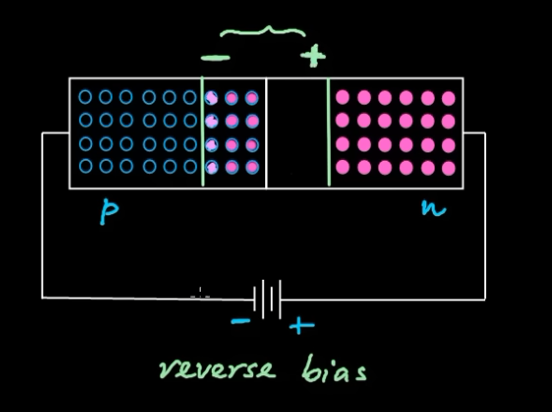 - +
p n
- +
reverse bias